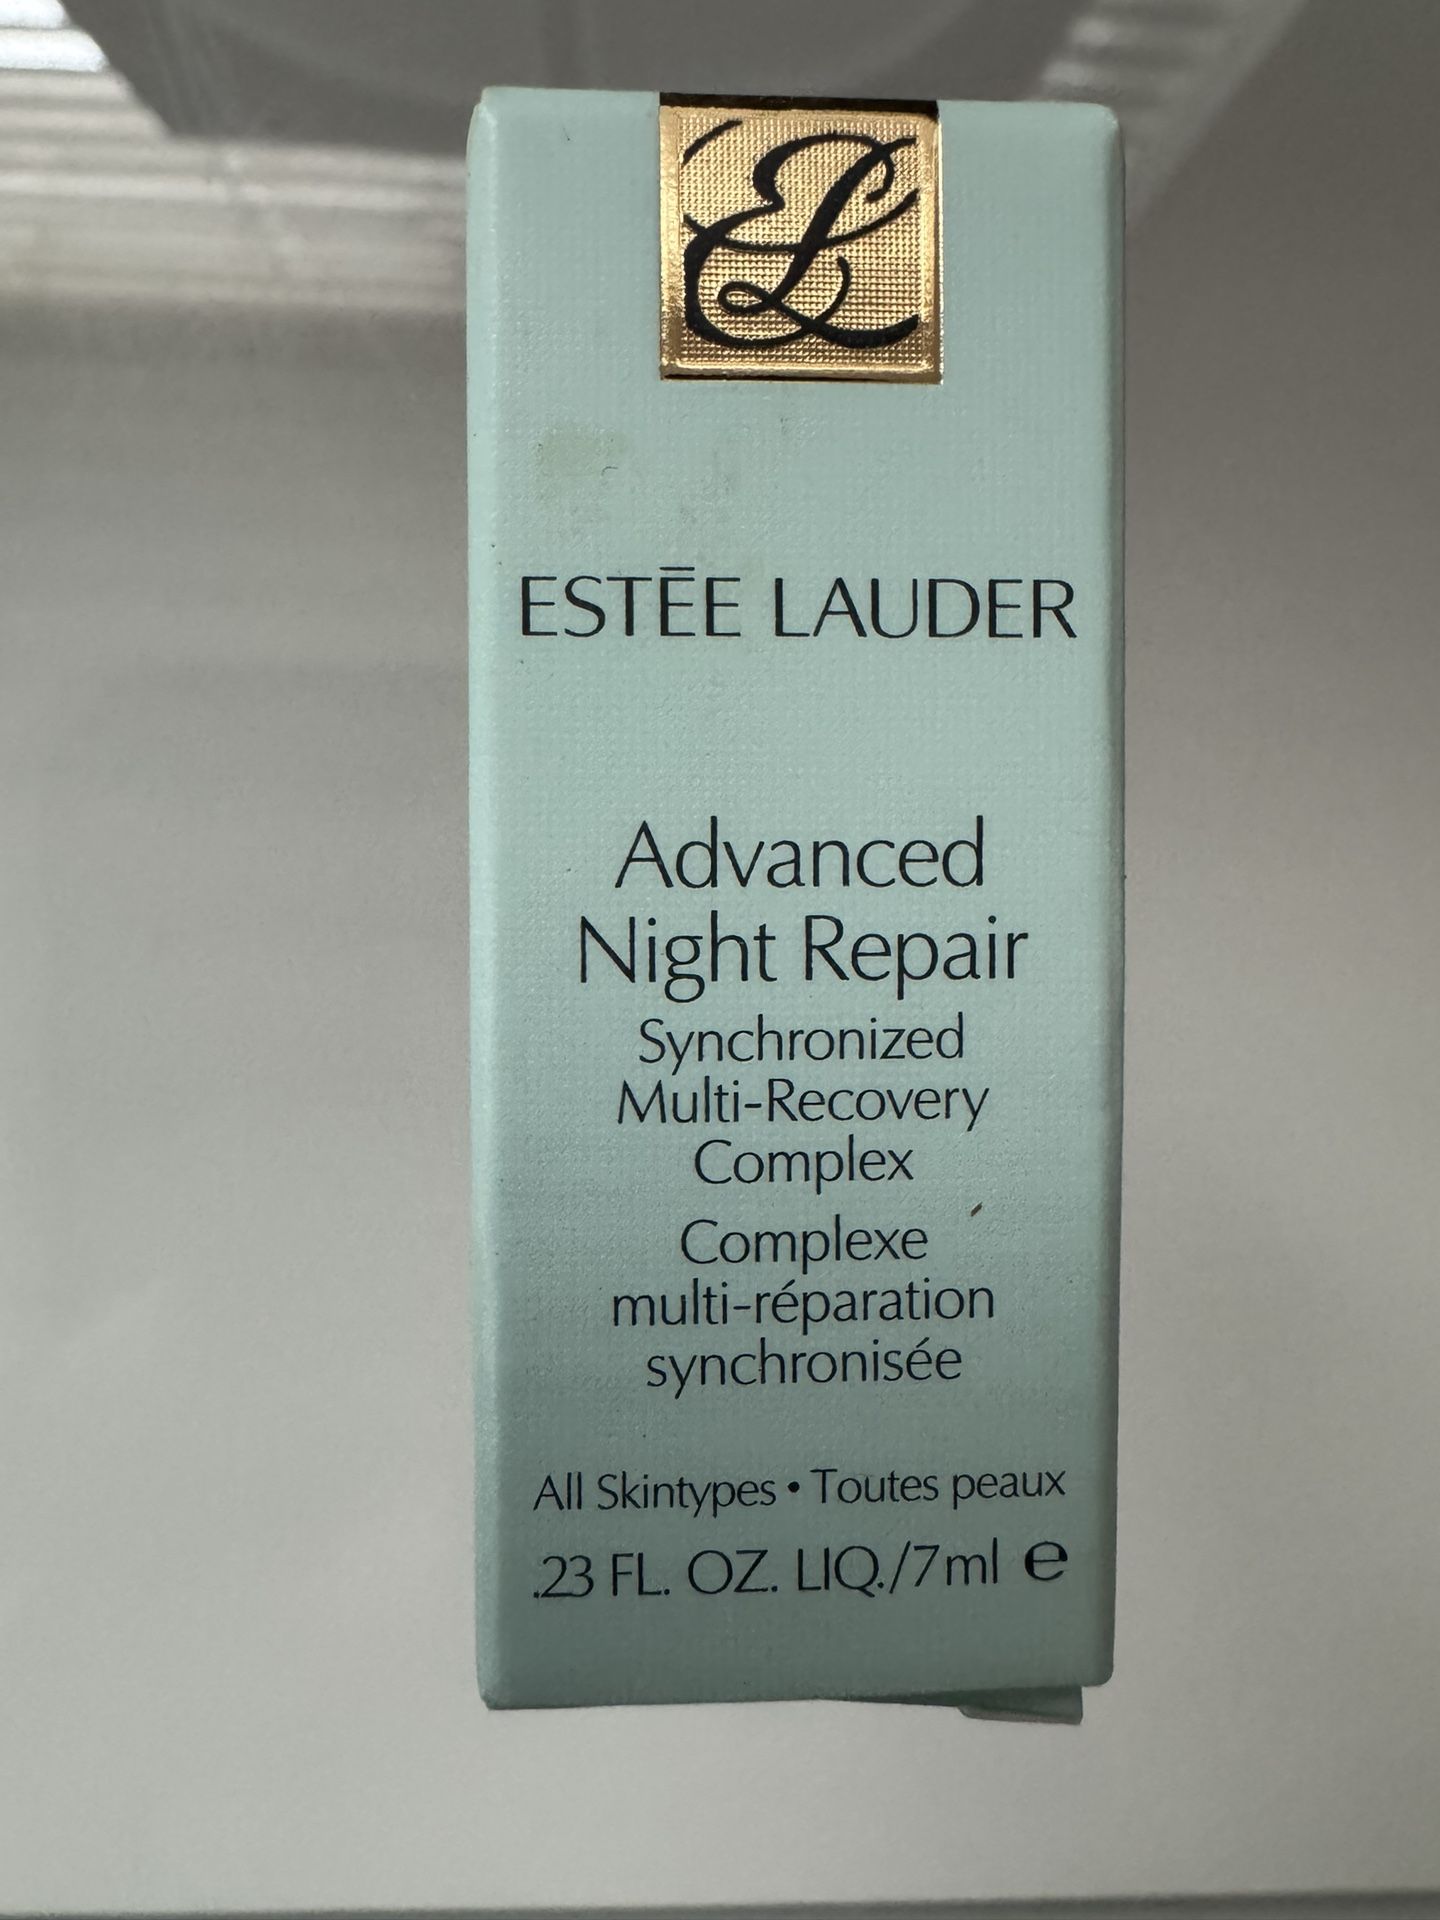 EL
ESTĒE LAUDER
Advanced
Night Repair
Synchronized
Multi-Recovery
Complex
Complexe
multi-réparation
synchronisée
All Skintypes • Toutes peaux
.23 FL. OZ. LIQ./7ml ℮